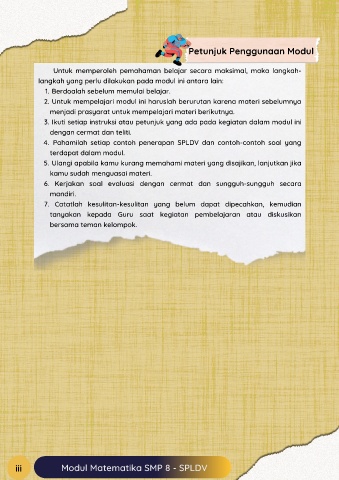 Petunjuk Penggunaan Modul
Untuk memperoleh pemahaman belajar secara maksimal, maka langkah-
langkah yang perlu dilakukan pada modul ini antara lain:
1. Berdoalah sebelum memulai belajar.
2. Untuk mempelajari modul ini haruslah berurutan karena materi sebelumnya
menjadi prasyarat untuk mempelajari materi berikutnya.
3. Ikuti setiap instruksi atau petunjuk yang ada pada kegiatan dalam modul ini
dengan cermat dan teliti.
4. Pahamilah setiap contoh penerapan SPLDV dan contoh-contoh soal yang
terdapat dalam modul.
5. Ulangi apabila kamu kurang memahami materi yang disajikan, lanjutkan jika
kamu sudah menguasai materi.
6. Kerjakan soal evaluasi dengan cermat dan sungguh-sungguh secara
mandiri.
7. Catatlah kesulitan-kesulitan yang belum dapat dipecahkan, kemudian
tanyakan kepada Guru saat kegiatan pembelajaran atau diskusikan
bersama teman kelompok.
iii
Modul Matematika SMP 8 - SPLDV